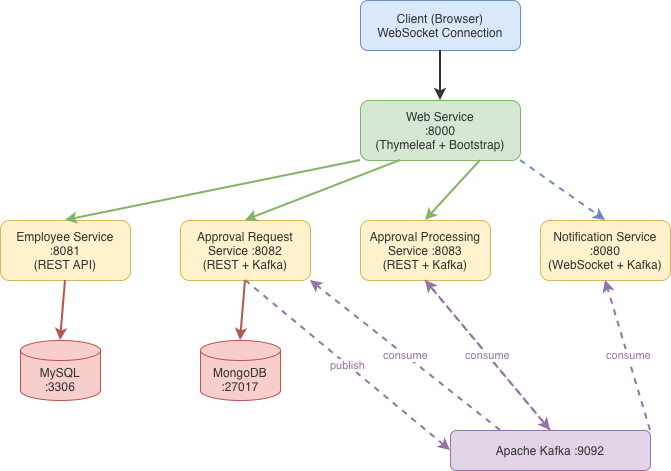 Client (Browser)
WebSocket Connection
Web Service
:8000
(Thymeleaf + Bootstrap)
Employee Service
:8081
(REST API)
Approval Request
Service :8082
(REST + Kafka)
Approval Processing
Service :8083
(REST + Kafka)
Notification Service
:8080
(WebSocket + Kafka)
MySQL
:3306
MongoDB
:27017
publish
consume
consume
consume
Apache Kafka :9092